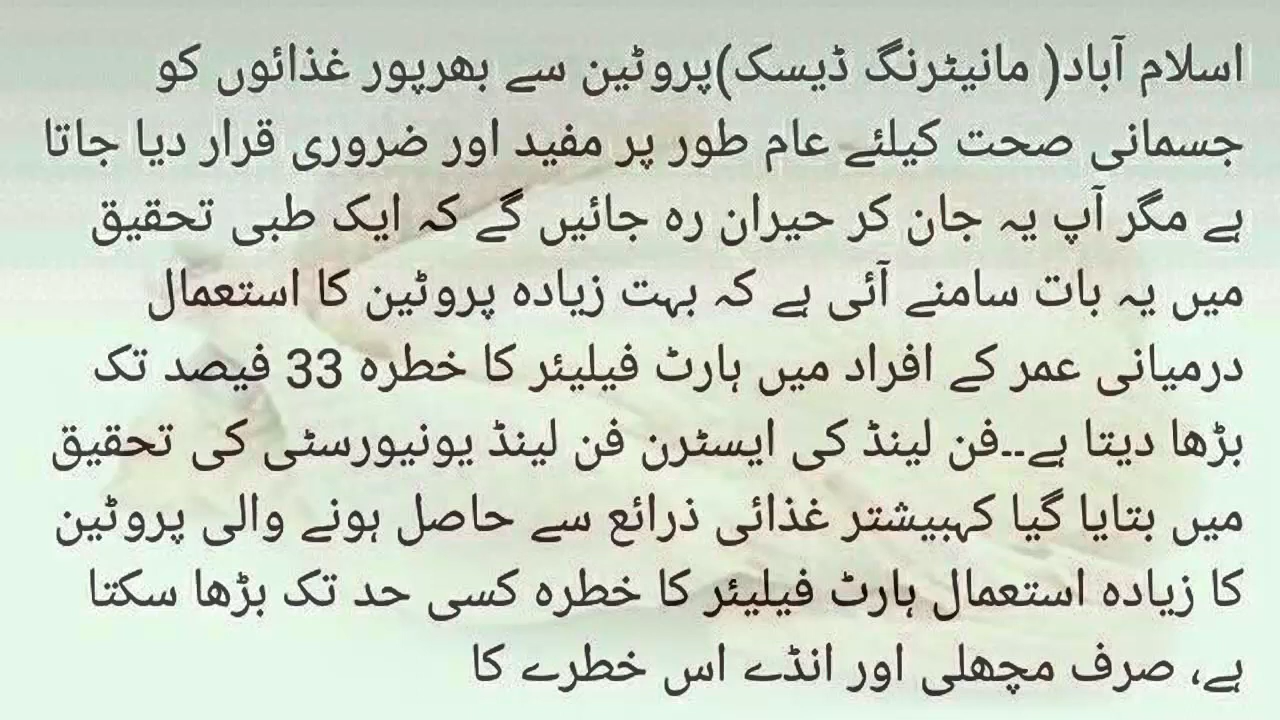 اسلام آباد( مانیٹرنگ ڈیسک)پروٹین سے بھرپور غذائوں کو
جسمانی صحت کیلئے عام طور پر مفید اور ضروری قرار دیا جاتا
ہے مگر آپ یہ جان کر حیران رہ جائیں گے کہ ایک طبی تحقیق
میں یہ بات سامنے آئی ہے کہ بہت زیادہ پروٹین کا استعمال
درمیانی عمر کے افراد میں ہارٹ فیلیئر کا خطرہ 33 فیصد تک
بڑھا دیتا ہے۔۔فن لینڈ کی ایسٹرن فن لینڈ یونیورسٹی کی تحقیق
میں بتایا گیا کہبیشتر غذائی ذرائع سے حاصل ہونے والی پروٹین
کا زیادہ استعمال ہارٹ فیلیئر کا خطرہ کسی حد تک بڑھا سکتا
ہے، صرف مچھلی اور انڈے اس خطرے کا